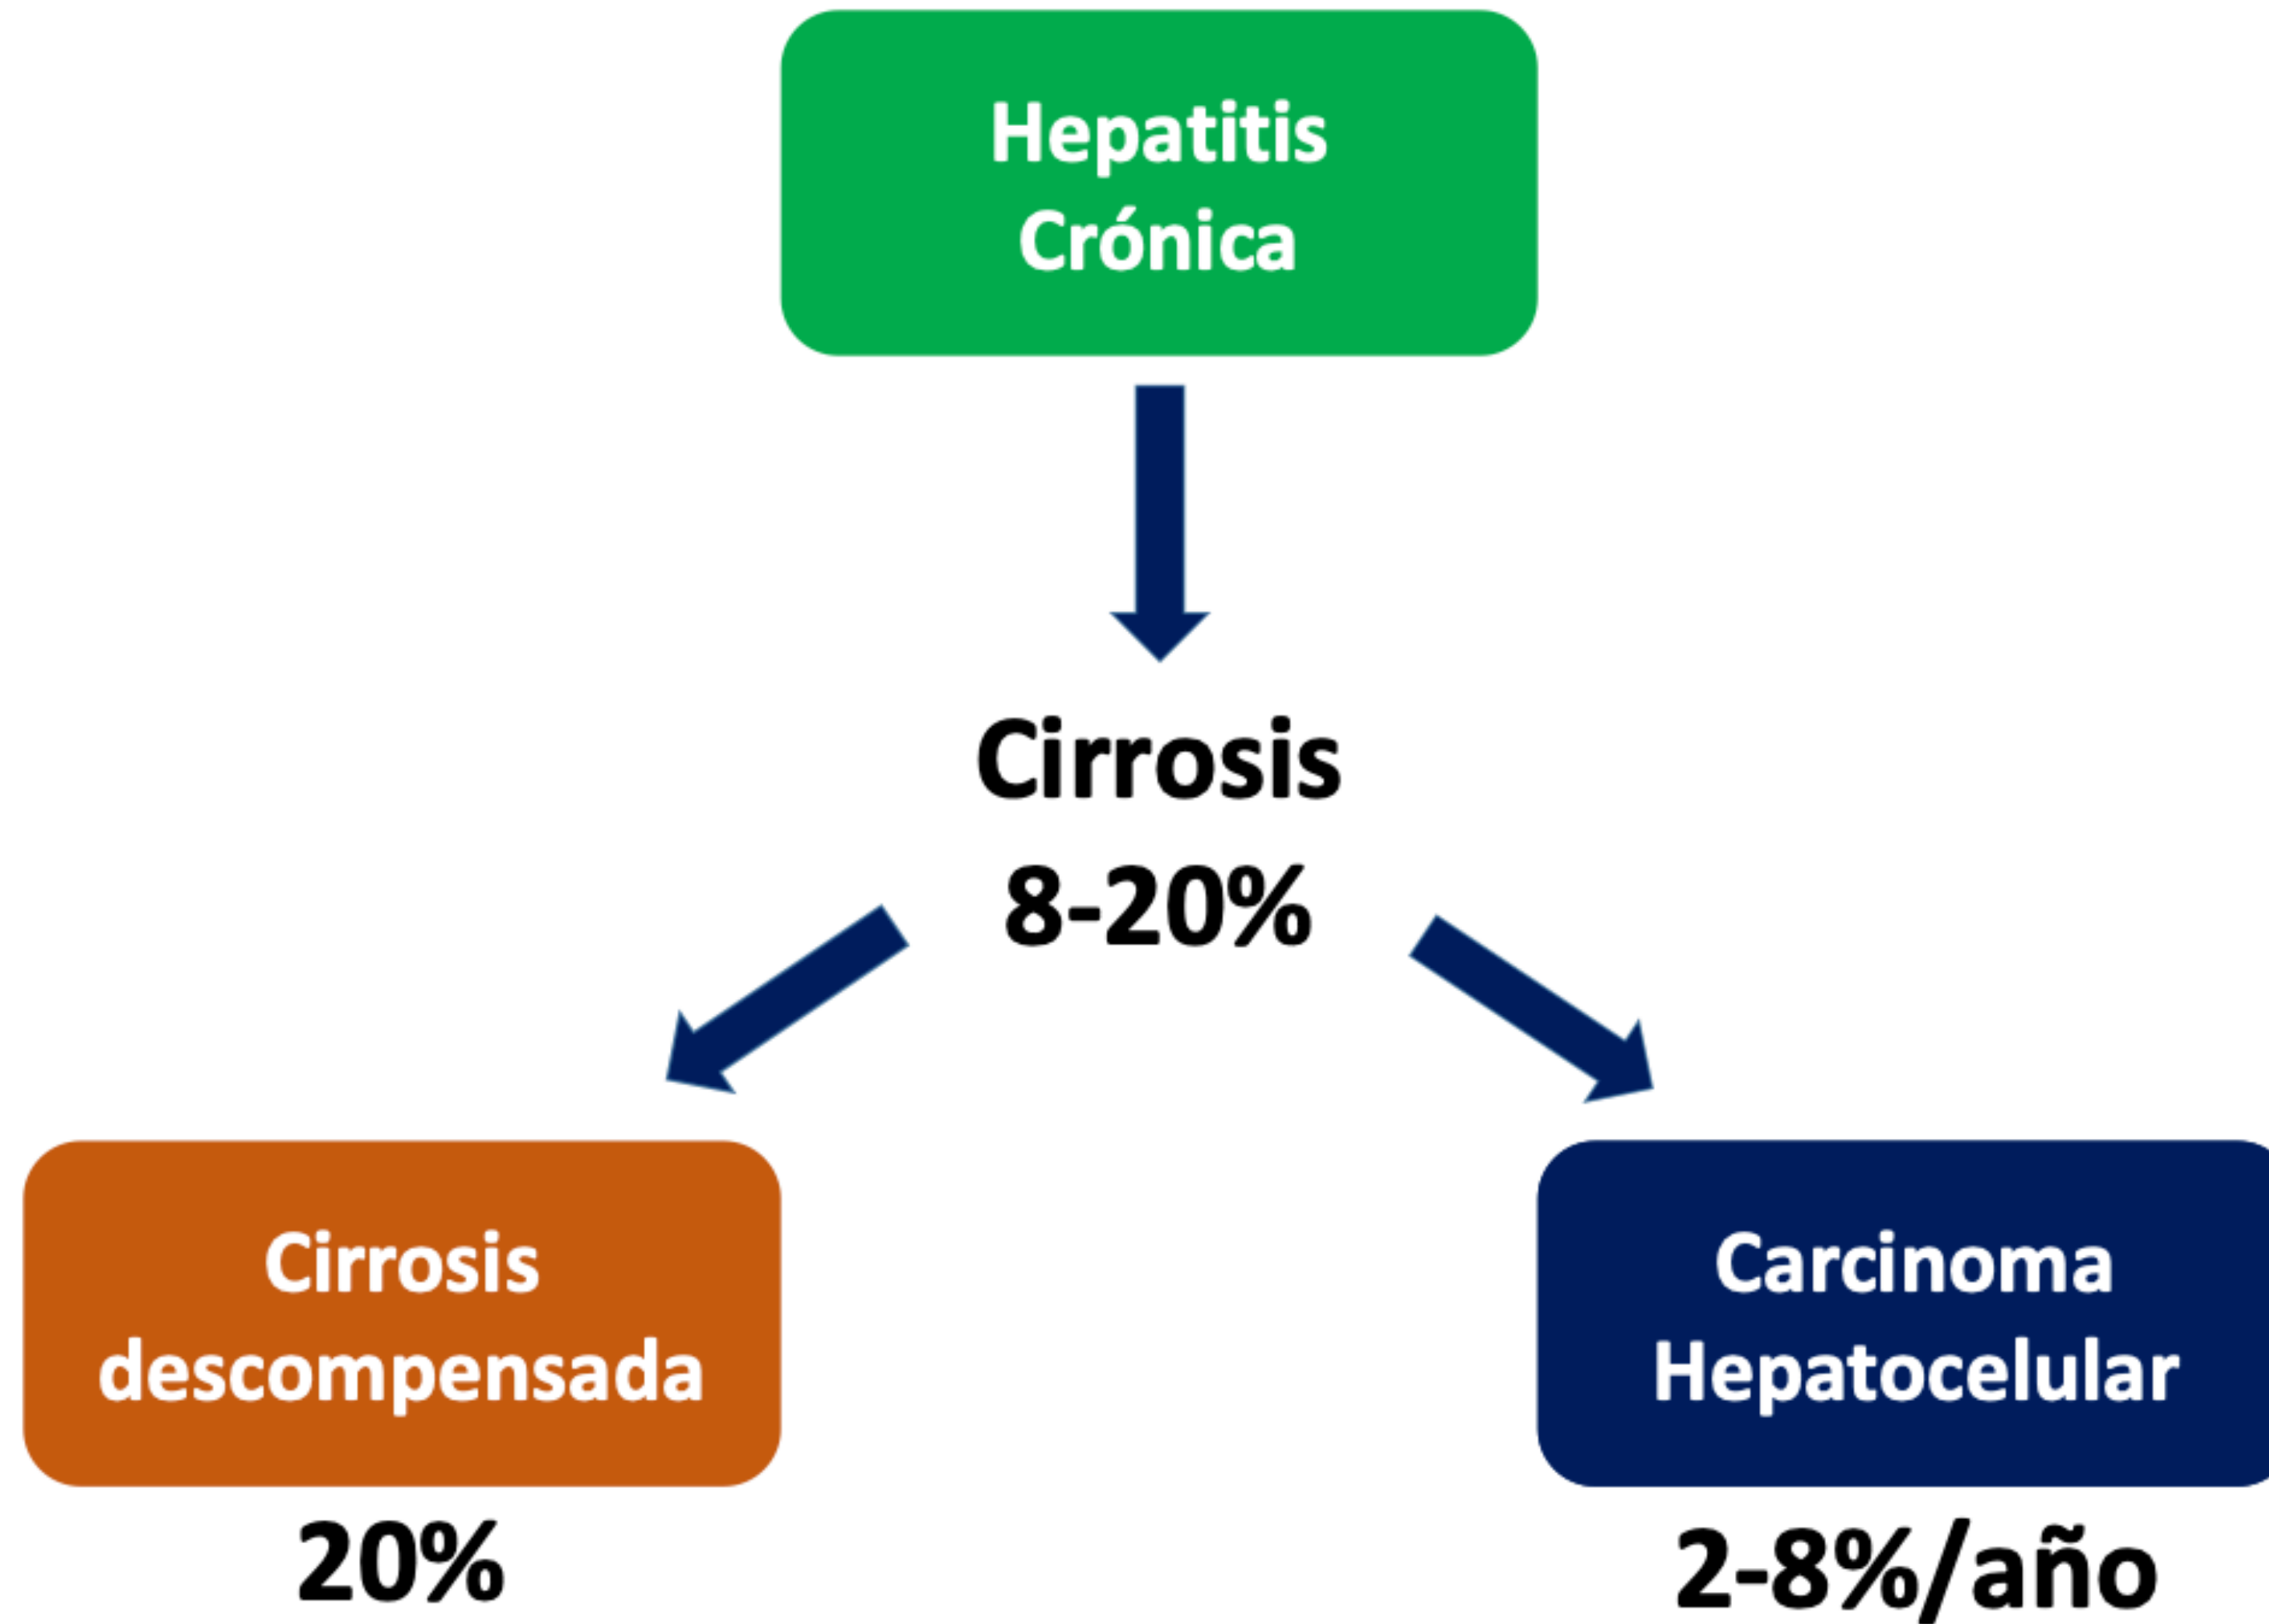 Hepatitis
Crónica
Cirrosis
8-20%
Cirrosis
descompensada
20%
Carcinoma
Hepatocelular
2-8%/año